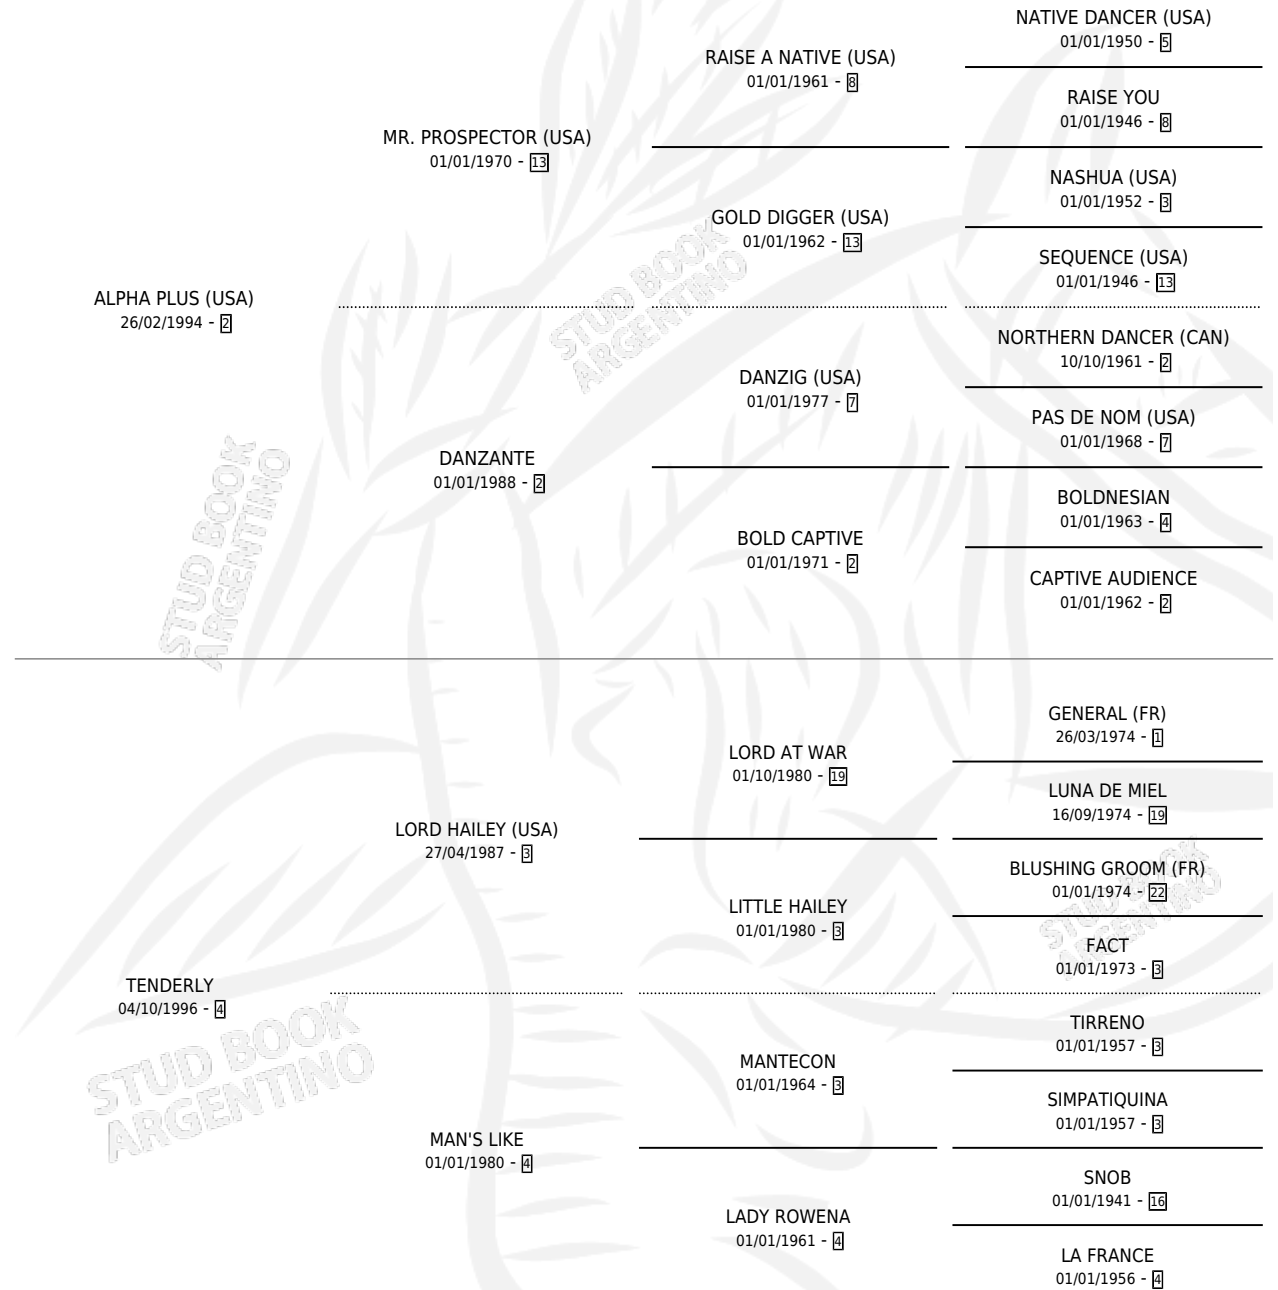 NATIVE DANCER (USA)
01/01/1950 - 5
RAISE A NATIVE (USA)
01/01/1961 - 8
RAISE YOU
01/01/1946 - 8
MR. PROSPECTOR (USA)
01/01/1970 - 13
NASHUA (USA)
01/01/1952 - 3
GOLD DIGGER (USA)
01/01/1962 - 13
SEQUENCE (USA)
01/01/1946 - 13
ALPHA PLUS (USA)
26/02/1994 - 2
NORTHERN DANCER (CAN)
10/10/1961 - 2
DANZIG (USA)
01/01/1977 - 7
PAS DE NOM (USA)
01/01/1968 - 7
DANZANTE
01/01/1988 - 2
BOLDNESIAN
01/01/1963 - 4
BOLD CAPTIVE
01/01/1971 - 2
CAPTIVE AUDIENCE
01/01/1962 - 2
STUD BOOK
ARGENTINO
STUD BOOK
ARGENTINO
GENERAL (FR)
26/03/1974 - 1
LORD AT WAR
01/10/1980 - 19
LUNA DE MIEL
16/09/1974 - 19
LORD HAILEY (USA)
27/04/1987 - 3
BLUSHING GROOM (FR)
01/01/1974 - 22
LITTLE HAILEY
01/01/1980 - 3
FACT
01/01/1973 - 3
TENDERLY
04/10/1996 - 4
TIRRENO
01/01/1957 - 3
MANTECON
01/01/1964 - 3
SIMPATIQUINA
01/01/1957 - 3
MAN'S LIKE
01/01/1980 - 4
SNOB
01/01/1941 - 16
LADY ROWENA
01/01/1961 - 4
LA FRANCE
01/01/1956 - 4
STUD BOOK
ARGENTINO
STUD BOOK
ARGENTINO